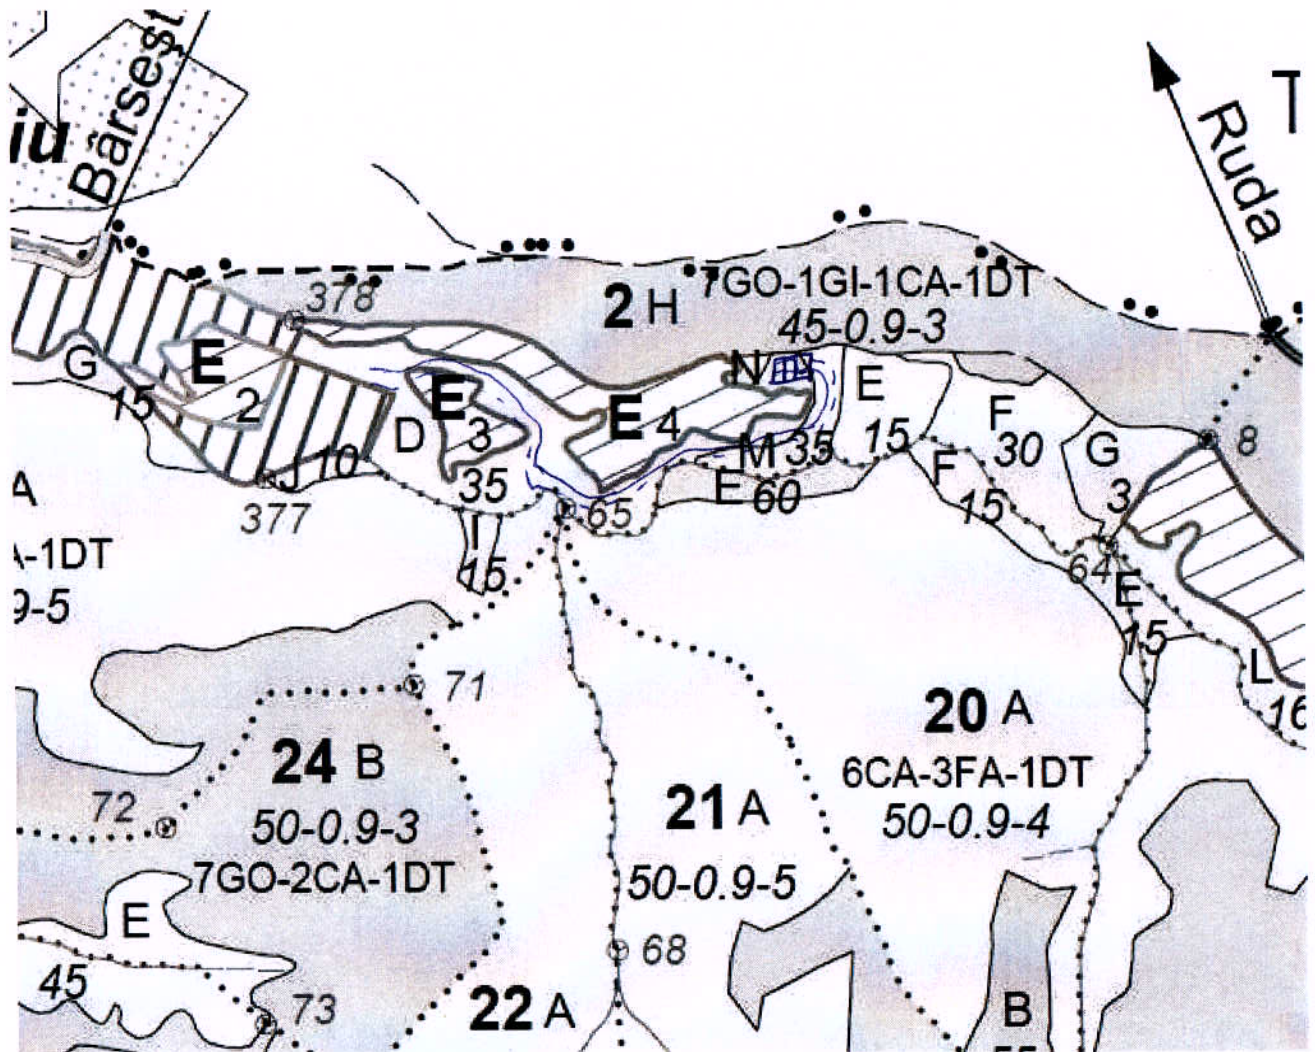 iu
Bârseșt
Ruda
T
378
2 H
7GO-1GI-1CA-1DT
45-0.9-3
G
15
E
2
J 10
377
D
E
3
35
I
15
E 4
N
M 35
E 60
65
E
15
F
30
F
15
G
3
8
64
E
15
L
16
A
A-1DT
9-5
71
24 B
50-0.9-3
7GO-2CA-1DT
72
E
45
73
22 A
21 A
50-0.9-5
68
20 A
6CA-3FA-1DT
50-0.9-4
B